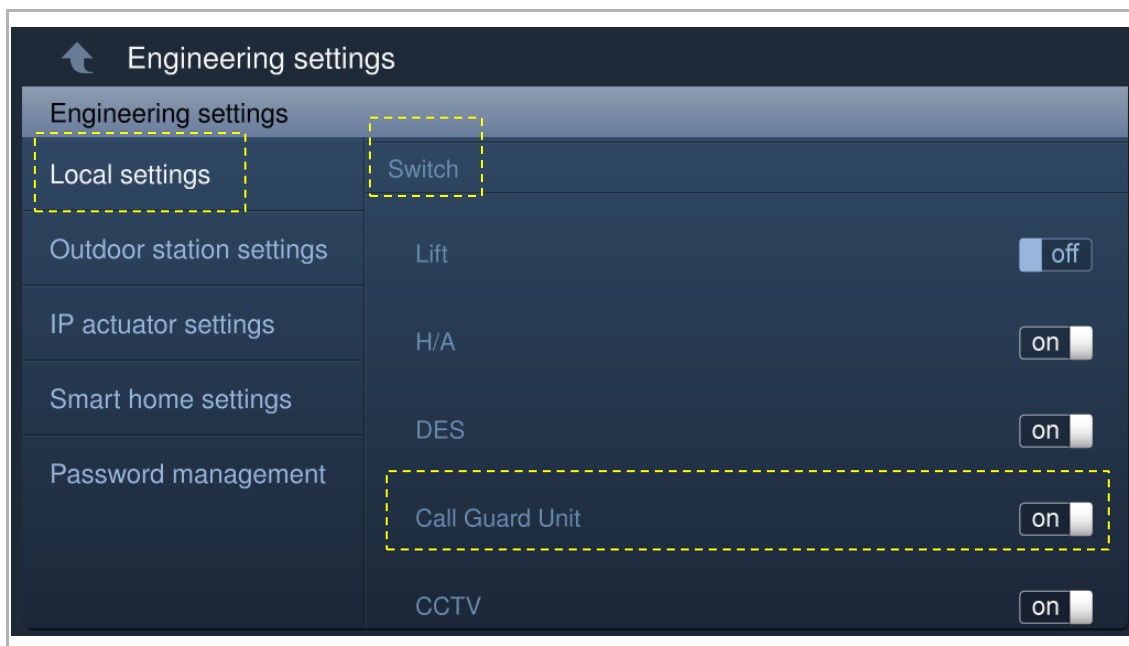 Engineering settings
Engineering settings
Local settings
Outdoor station settings
IP actuator settings
Smart home settings
Password management
Switch
Lift off
H/A on
DES on
Call Guard Unit on
CCTV on